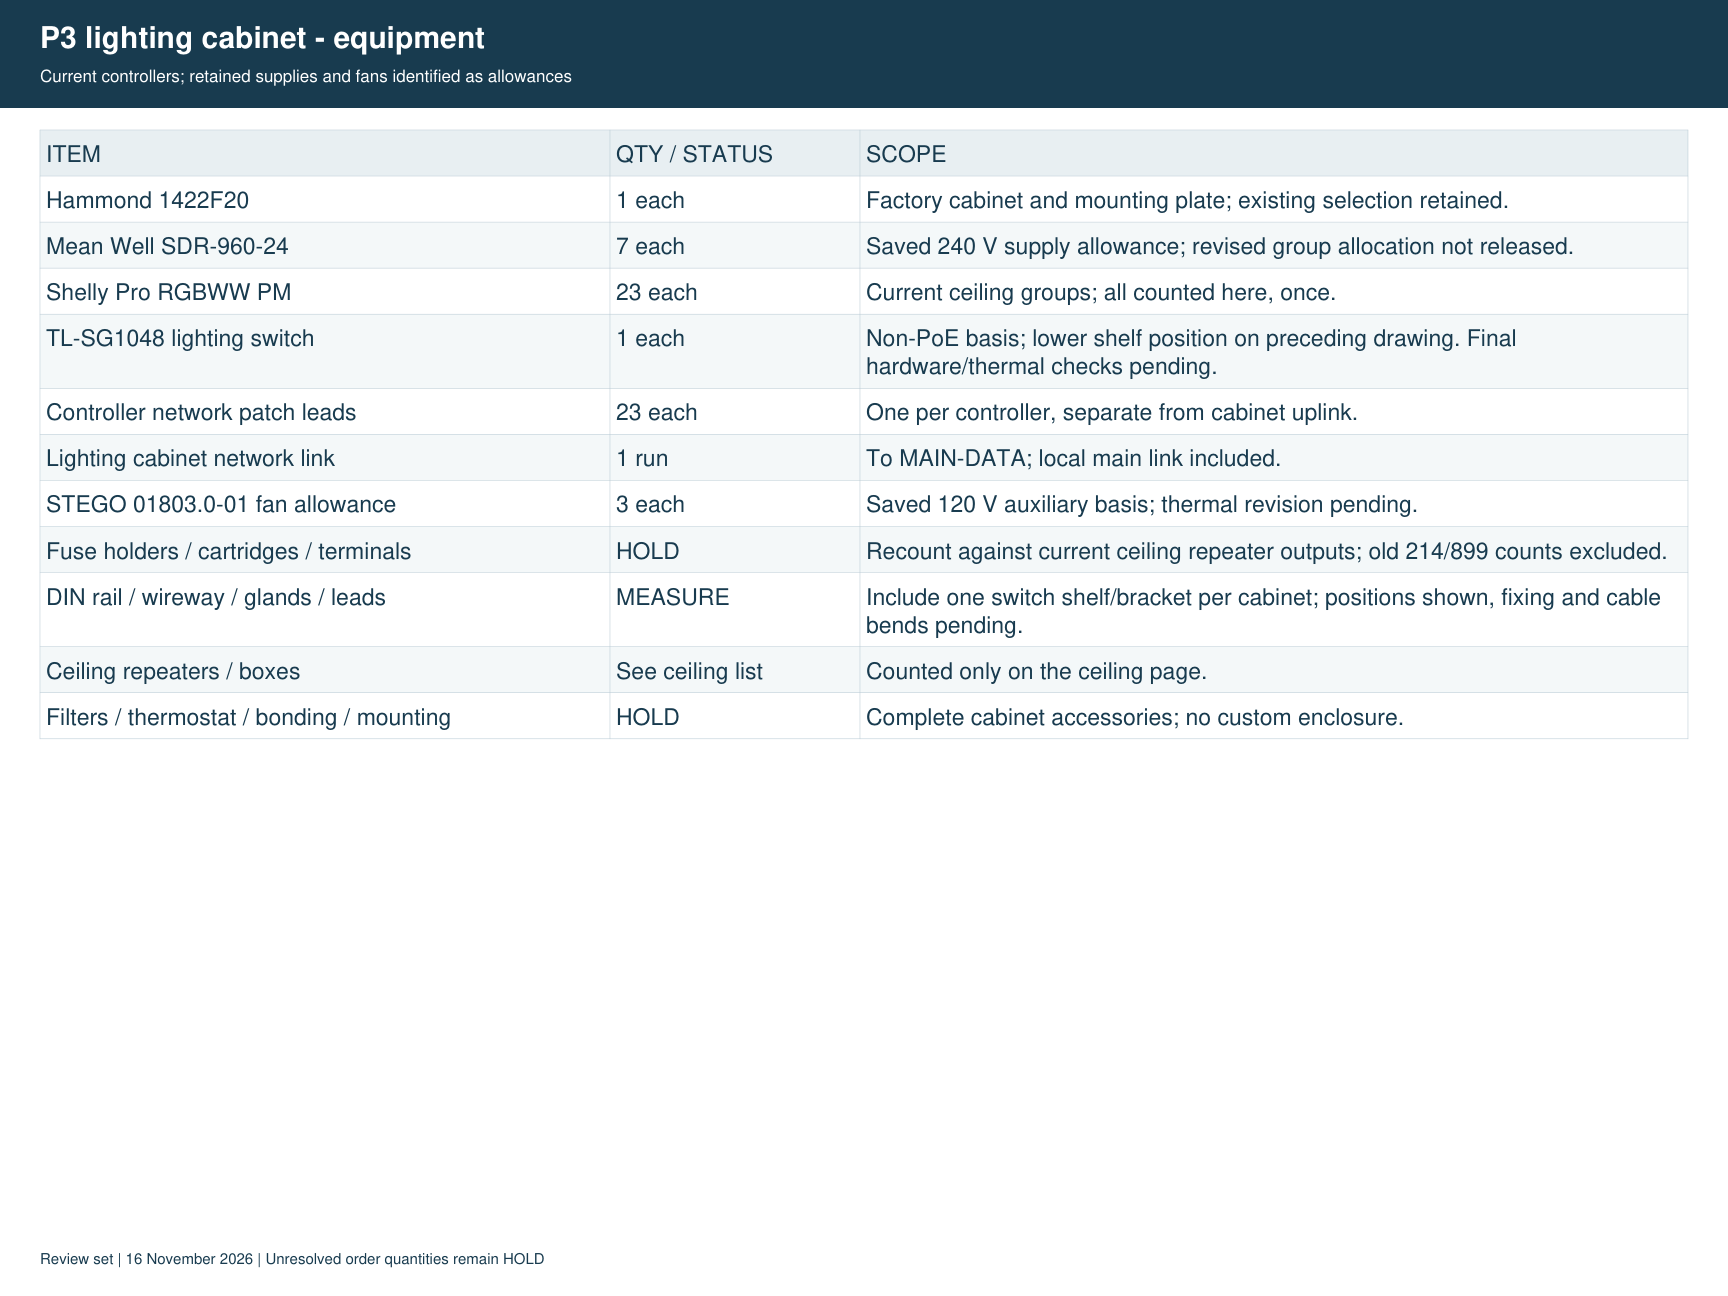 P3 lighting cabinet - equipment
Current controllers; retained supplies and fans identified as allowances
ITEM QTY / STATUS SCOPE
Hammond 1422F20 1 each Factory cabinet and mounting plate; existing selection retained.
Mean Well SDR-960-24 7 each Saved 240 V supply allowance; revised group allocation not released.
Shelly Pro RGBWW PM 23 each Current ceiling groups; all counted here, once.
TL-SG1048 lighting switch 1 each Non-PoE basis; lower shelf position on preceding drawing. Final
hardware/thermal checks pending.
Controller network patch leads 23 each One per controller, separate from cabinet uplink.
Lighting cabinet network link 1 run To MAIN-DATA; local main link included.
STEGO 01803.0-01 fan allowance 3 each Saved 120 V auxiliary basis; thermal revision pending.
Fuse holders / cartridges / terminals HOLD Recount against current ceiling repeater outputs; old 214/899 counts excluded.
DIN rail / wireway / glands / leads MEASURE Include one switch shelf/bracket per cabinet; positions shown, fixing and cable
bends pending.
Ceiling repeaters / boxes See ceiling list Counted only on the ceiling page.
Filters / thermostat / bonding / mounting HOLD Complete cabinet accessories; no custom enclosure.
Review set | 16 November 2026 | Unresolved order quantities remain HOLD